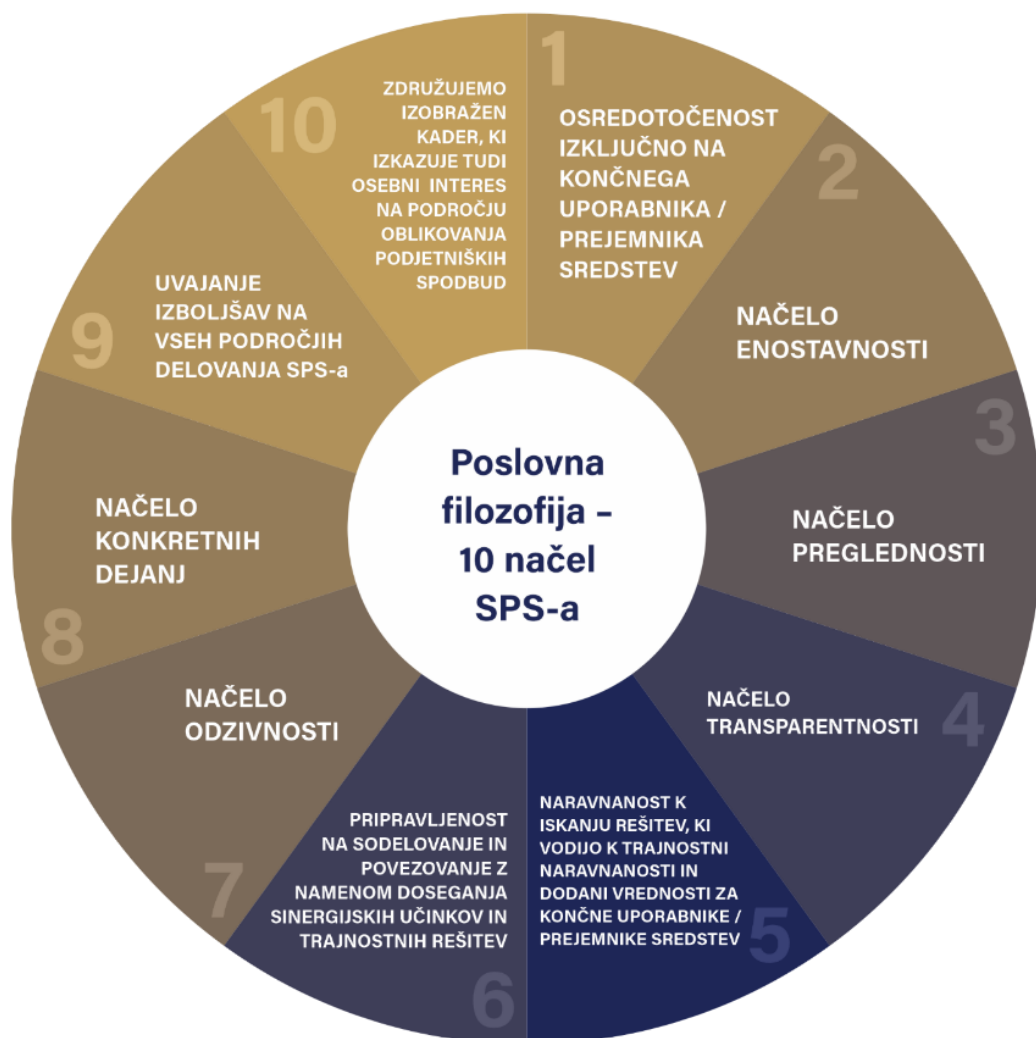 Poslovna
filozofija –
10 načel
SPS-a
1
OSREDOTOČENOST
IZKLJUČNO NA
KONČNEGA
UPORABNIKA /
PREJEMNIKA
SREDSTEV
2
NAČELO
ENOSTAVNOSTI
3
NAČELO
PREGLEDNOSTI
4
NAČELO
TRANSPARENTNOSTI
5
NARAVNANOST K
ISKANJU REŠITEV, KI
VODIJO K TRAJNOSTNI
NARAVNANOSTI IN
DODANI VREDNOSTI ZA
KONČNE UPORABNIKE /
PREJEMNIKE SREDSTEV
6
PRIPRAVLJENOST
NA SODELOVANJE IN
POVEZOVANJE Z
NAMENOM DOSEGANJA
SINERGIJSKIH UČINKOV IN
TRAJNOSTNIH REŠITEV
7
NAČELO
ODZIVNOSTI
8
NAČELO
KONKRETNIH
DEJANJ
9
UVAJANJE
IZBOLJŠAV NA
VSEH PODROČJIH
DELOVANJA SPS-a
10
ZDRUŽUJEMO
IZOBRAŽEN
KADER, KI
IZKAZUJE TUDI
OSEBNI INTERES
NA PODROČJU
OBLIKOVANJA
PODJETNIŠKIH
SPODBUD